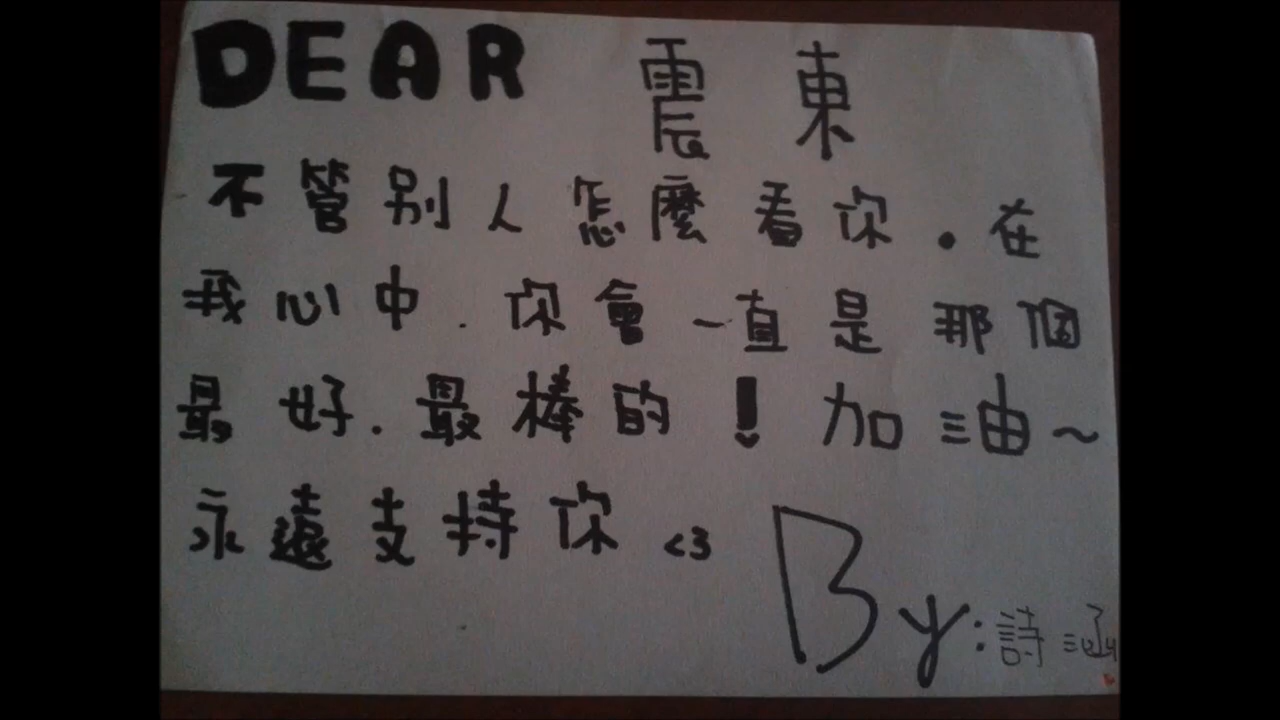 DEAR 震東
不管別人怎麼看你.在
我心中.你會一直是那個
最好.最棒的!加油~
永遠支持你 <3
By:詩涵